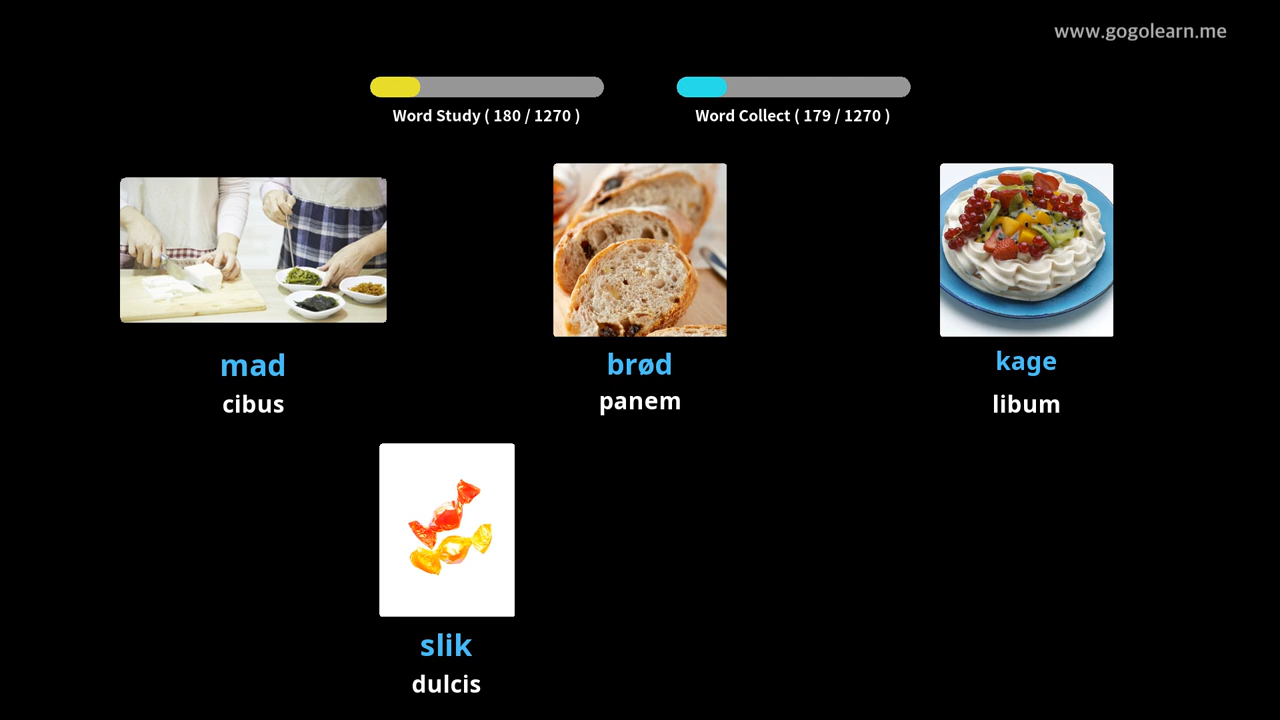 www.gogolearn.me
Word Study ( 180 / 1270 )
Word Collect ( 179 / 1270 )
mad
cibus
brød
panem
kage
libum
slik
dulcis